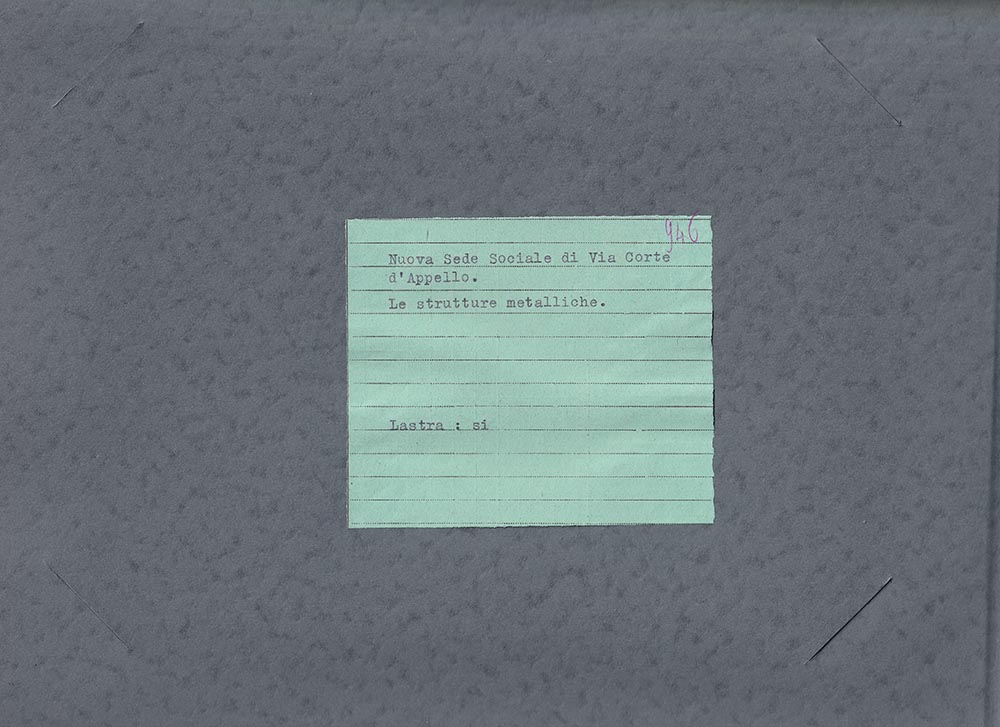 946
Nuova Sede Sociale di Via Corte
d'Appello.
Le strutture metalliche.
Lastra : si